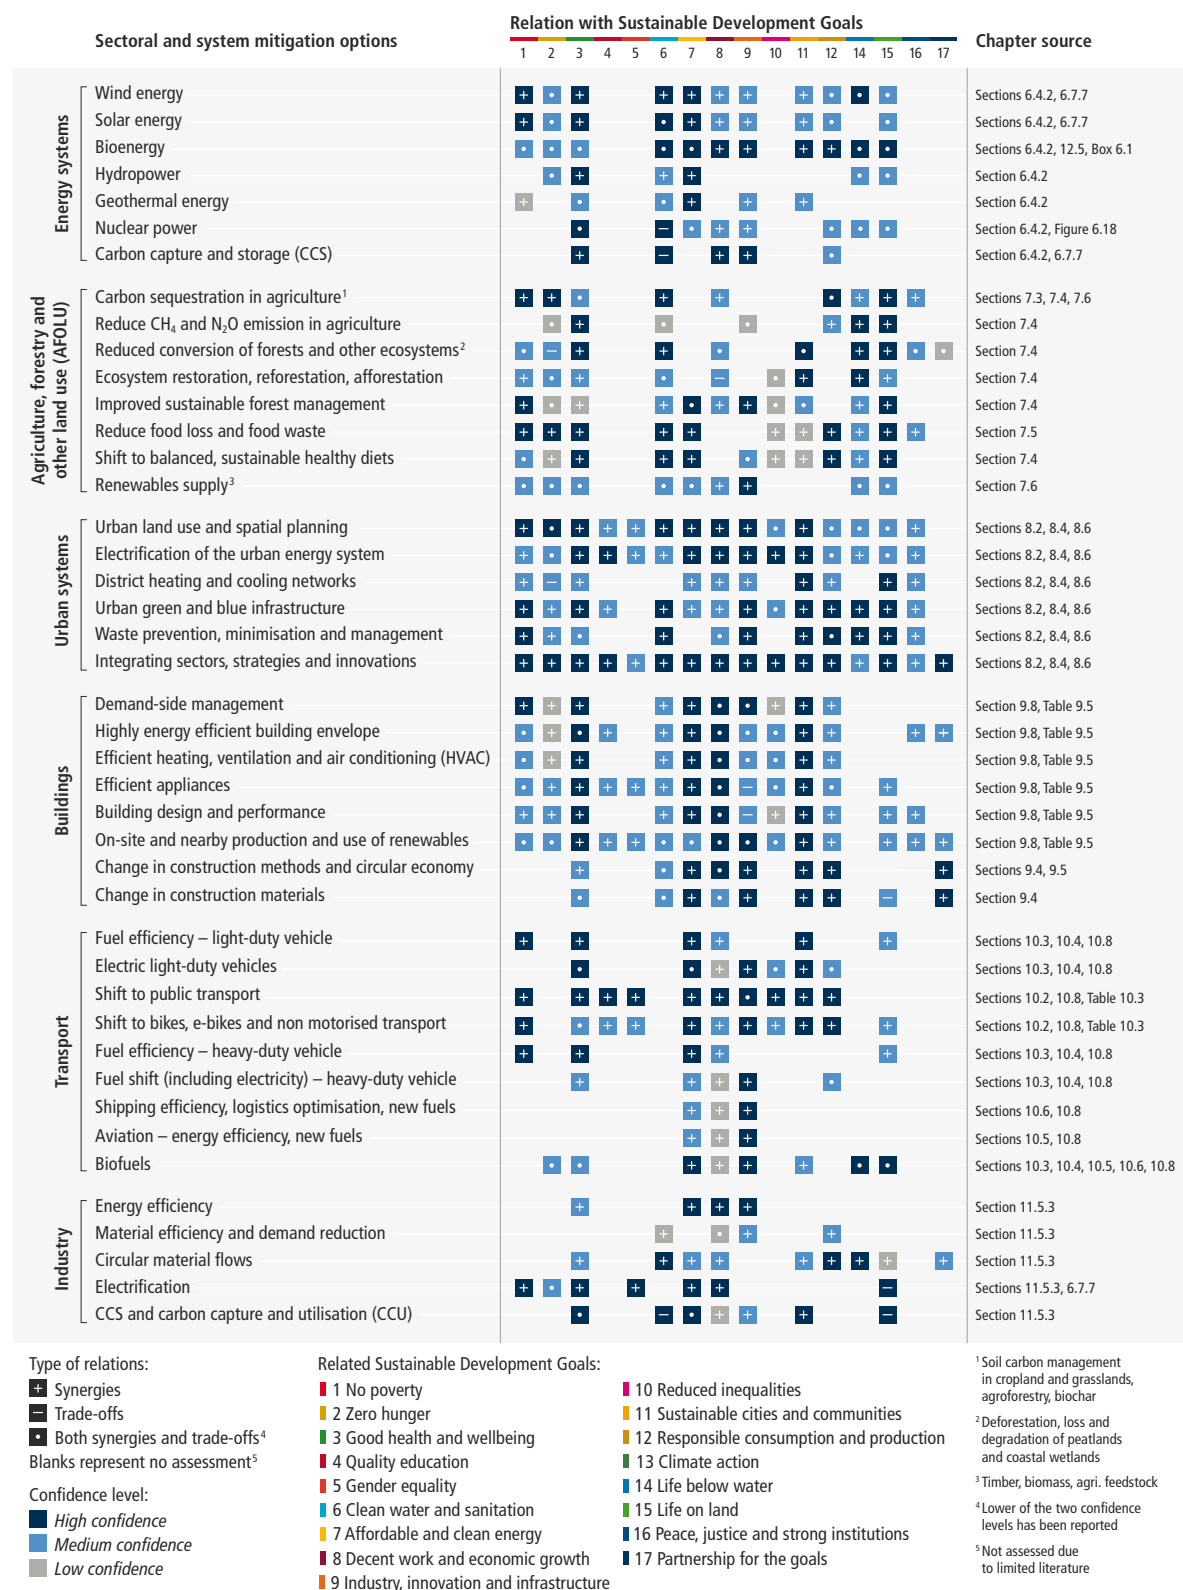 Relation with Sustainable Development Goals
Sectoral and system mitigation options
1 2 3 4 5 6 7 8 9 10 11 12 14 15 16 17
Chapter source
Energy systems
Wind energy Sections 6.4.2, 6.7.7
Solar energy Sections 6.4.2, 6.7.7
Bioenergy Sections 6.4.2, 12.5, Box 6.1
Hydropower Section 6.4.2
Geothermal energy Section 6.4.2
Nuclear power Section 6.4.2, Figure 6.18
Carbon capture and storage (CCS) Section 6.4.2, 6.7.7
Agriculture, forestry and
other land use (AFOLU)
Carbon sequestration in agriculture¹ Sections 7.3, 7.4, 7.6
Reduce CH₄ and N₂O emission in agriculture Section 7.4
Reduced conversion of forests and other ecosystems² Section 7.4
Ecosystem restoration, reforestation, afforestation Section 7.4
Improved sustainable forest management Section 7.4
Reduce food loss and food waste Section 7.5
Shift to balanced, sustainable healthy diets Section 7.4
Renewables supply³ Section 7.6
Urban systems
Urban land use and spatial planning Sections 8.2, 8.4, 8.6
Electrification of the urban energy system Sections 8.2, 8.4, 8.6
District heating and cooling networks Sections 8.2, 8.4, 8.6
Urban green and blue infrastructure Sections 8.2, 8.4, 8.6
Waste prevention, minimisation and management Sections 8.2, 8.4, 8.6
Integrating sectors, strategies and innovations Sections 8.2, 8.4, 8.6
Buildings
Demand-side management Section 9.8, Table 9.5
Highly energy efficient building envelope Section 9.8, Table 9.5
Efficient heating, ventilation and air conditioning (HVAC) Section 9.8, Table 9.5
Efficient appliances Section 9.8, Table 9.5
Building design and performance Section 9.8, Table 9.5
On-site and nearby production and use of renewables Section 9.8, Table 9.5
Change in construction methods and circular economy Sections 9.4, 9.5
Change in construction materials Section 9.4
Transport
Fuel efficiency – light-duty vehicle Sections 10.3, 10.4, 10.8
Electric light-duty vehicles Sections 10.3, 10.4, 10.8
Shift to public transport Sections 10.2, 10.8, Table 10.3
Shift to bikes, e-bikes and non motorised transport Sections 10.2, 10.8, Table 10.3
Fuel efficiency – heavy-duty vehicle Sections 10.3, 10.4, 10.8
Fuel shift (including electricity) – heavy-duty vehicle Sections 10.3, 10.4, 10.8
Shipping efficiency, logistics optimisation, new fuels Sections 10.6, 10.8
Aviation – energy efficiency, new fuels Sections 10.5, 10.8
Biofuels Sections 10.3, 10.4, 10.5, 10.6, 10.8
Industry
Energy efficiency Section 11.5.3
Material efficiency and demand reduction Section 11.5.3
Circular material flows Section 11.5.3
Electrification Sections 11.5.3, 6.7.7
CCS and carbon capture and utilisation (CCU) Section 11.5.3
Type of relations:
+ Synergies
– Trade-offs
• Both synergies and trade-offs⁴
Blanks represent no assessment⁵
Confidence level:
High confidence
Medium confidence
Low confidence
Related Sustainable Development Goals:
1 No poverty
2 Zero hunger
3 Good health and wellbeing
4 Quality education
5 Gender equality
6 Clean water and sanitation
7 Affordable and clean energy
8 Decent work and economic growth
9 Industry, innovation and infrastructure
10 Reduced inequalities
11 Sustainable cities and communities
12 Responsible consumption and production
13 Climate action
14 Life below water
15 Life on land
16 Peace, justice and strong institutions
17 Partnership for the goals
¹ Soil carbon management
in cropland and grasslands,
agroforestry, biochar
² Deforestation, loss and
degradation of peatlands
and coastal wetlands
³ Timber, biomass, agri. feedstock
⁴ Lower of the two confidence
levels has been reported
⁵ Not assessed due
to limited literature